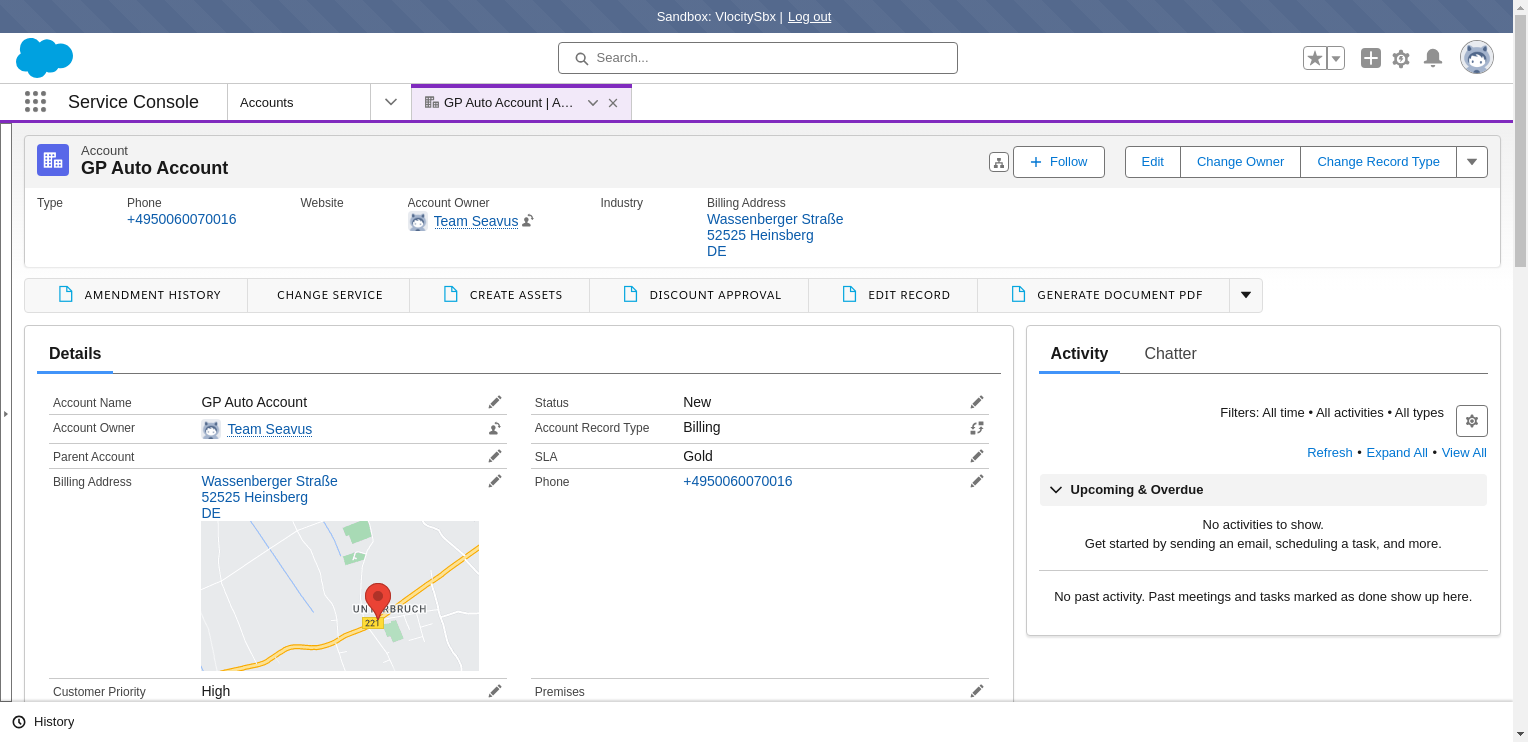 Sandbox: VlocitySbx | Log out
Search...
Service Console
Accounts
GP Auto Account | A...
Account
GP Auto Account
Follow
Edit
Change Owner
Change Record Type
Type
Phone
Website
Account Owner
Industry
Billing Address
+4950060070016
Team Seavus
Wassenberger Straße
52525 Heinsberg
DE
AMENDMENT HISTORY
CHANGE SERVICE
CREATE ASSETS
DISCOUNT APPROVAL
EDIT RECORD
GENERATE DOCUMENT PDF
Details
Account Name
GP Auto Account
Status
New
Account Owner
Team Seavus
Account Record Type
Billing
Parent Account
SLA
Gold
Billing Address
Wassenberger Straße
52525 Heinsberg
DE
Phone
+4950060070016
221
Customer Priority
High
Premises
Activity
Chatter
Filters: All time • All activities • All types
Refresh • Expand All • View All
Upcoming & Overdue
No activities to show.
Get started by sending an email, scheduling a task, and more.
No past activity. Past meetings and tasks marked as done show up here.
History